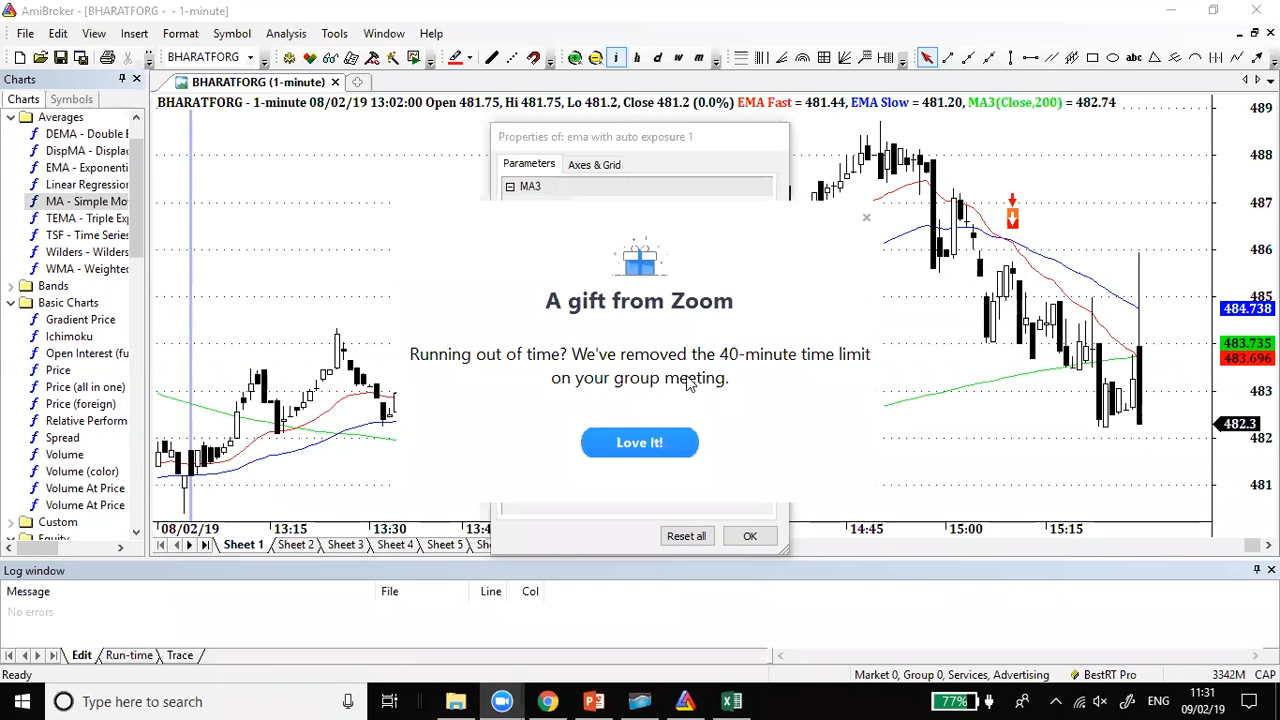 AmiBroker - [BHARATFORG - - 1-minute]
File Edit View Insert Format Symbol Analysis Tools Window Help
BHARATFORG i h d w m abc
Charts
BHARATFORG (1-minute)
Charts Symbols
BHARATFORG - 1-minute 08/02/19 13:02:00 Open 481.75, Hi 481.75, Lo 481.2, Close 481.2 (0.0%) EMA Fast = 481.44, EMA Slow = 481.20, MA3(Close,200) = 482.74
Averages
DEMA - Double E
DispMA - Displac
EMA - Exponenti
Linear Regression
MA - Simple Mo
TEMA - Triple Exp
TSF - Time Series
Wilders - Wilders
WMA - Weighted
Bands
Basic Charts
Gradient Price
Ichimoku
Open Interest (fu
Price
Price (all in one)
Price (foreign)
Relative Perform
Spread
Volume
Volume (color)
Volume At Price
Volume At Price
Custom
Equity
Properties of: ema with auto exposure 1
Parameters Axes & Grid
MA3
A gift from Zoom
Running out of time? We've removed the 40-minute time limit
on your group meeting.
Love It!
Reset all OK
489
488
487
486
485
484.738
483.735
483.696
483
482.3
482
481
08/02/19 13:15 13:30 13:4 14:45 15:00 15:15
Sheet 1 Sheet 2 Sheet 3 Sheet 4 Sheet 5 She
Log window
Message File Line Col
No errors
Edit Run-time Trace
Ready Market 0, Group 0, Services, Advertising BestRT Pro 3342M CAP
Type here to search 77% ENG 11:31
09/02/19